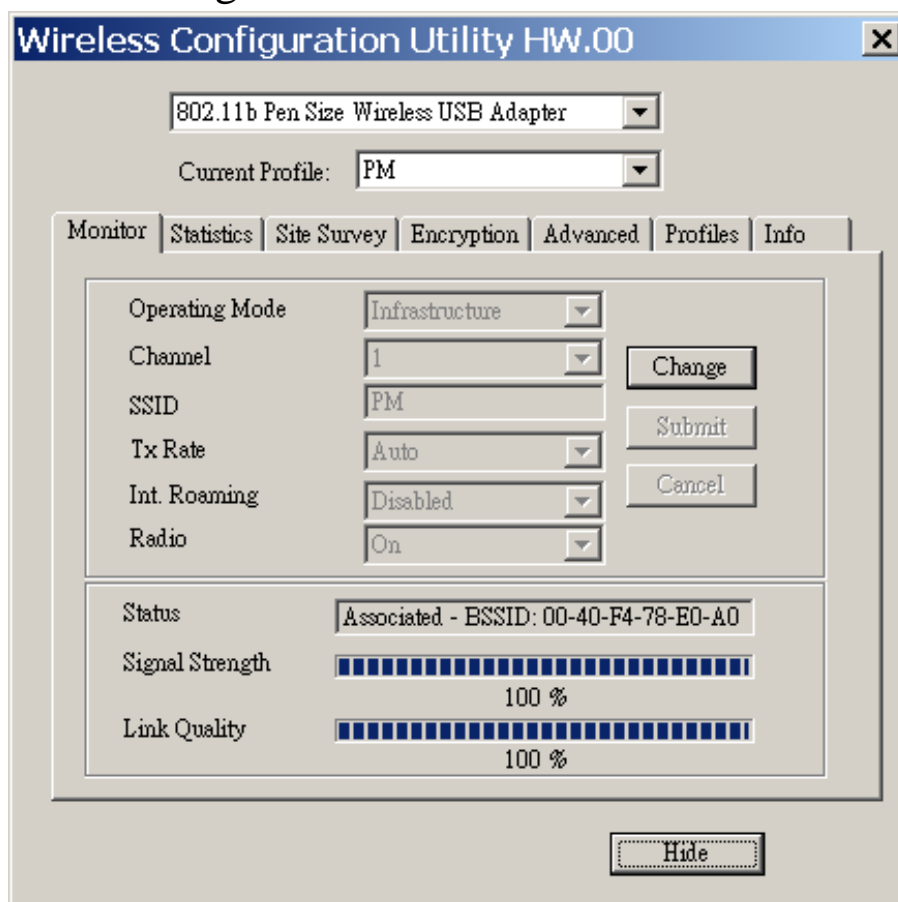 Wireless Configuration Utility HW.00
802.11b Pen Size Wireless USB Adapter
Current Profile: PM
Monitor Statistics Site Survey Encryption Advanced Profiles Info
Operating Mode Infrastructure
Channel 1
Change
SSID PM
Submit
Tx Rate Auto
Cancel
Int. Roaming Disabled
Radio On
Status Associated - BSSID: 00-40-F4-78-E0-A0
Signal Strength
100 %
Link Quality
100 %
Hide